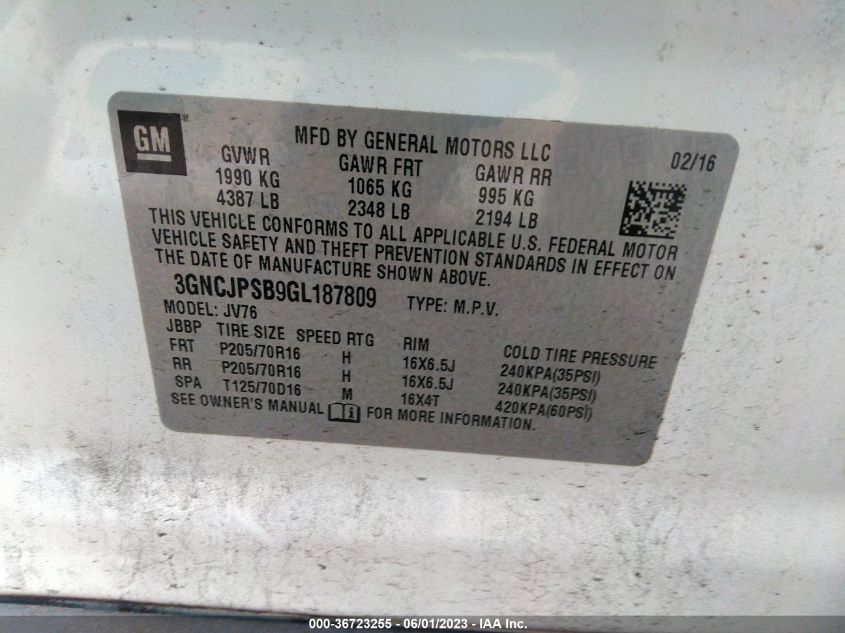 GM ®
MFD BY GENERAL MOTORS LLC 02/16
GVWR GAWR FRT GAWR RR
1990 KG 1065 KG 995 KG
4387 LB 2348 LB 2194 LB
THIS VEHICLE CONFORMS TO ALL APPLICABLE U.S. FEDERAL MOTOR
VEHICLE SAFETY AND THEFT PREVENTION STANDARDS IN EFFECT ON
THE DATE OF MANUFACTURE SHOWN ABOVE.
3GNCJPSB9GL187809 TYPE: M.P.V.
MODEL: JV76
JBBP TIRE SIZE SPEED RTG RIM COLD TIRE PRESSURE
FRT P205/70R16 H 16X6.5J 240KPA(35PSI)
RR P205/70R16 H 16X6.5J 240KPA(35PSI)
SPA T125/70D16 M 16X4T 420KPA(60PSI)
SEE OWNER'S MANUAL FOR MORE INFORMATION.
000-36723255 - 06/01/2023 - IAA Inc.